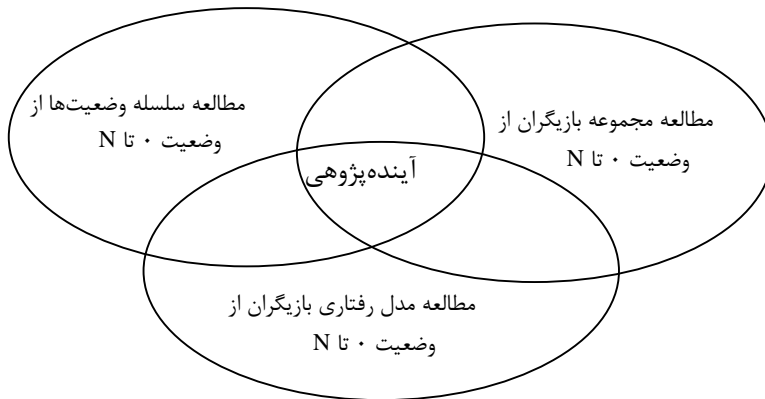 مطالعه مجموعه بازیگران از
وضعیت ۰ تا N
مطالعه سلسله وضعیت‌ها از
وضعیت ۰ تا N
آینده‌پژوهی
مطالعه مدل رفتاری بازیگران از
وضعیت ۰ تا N